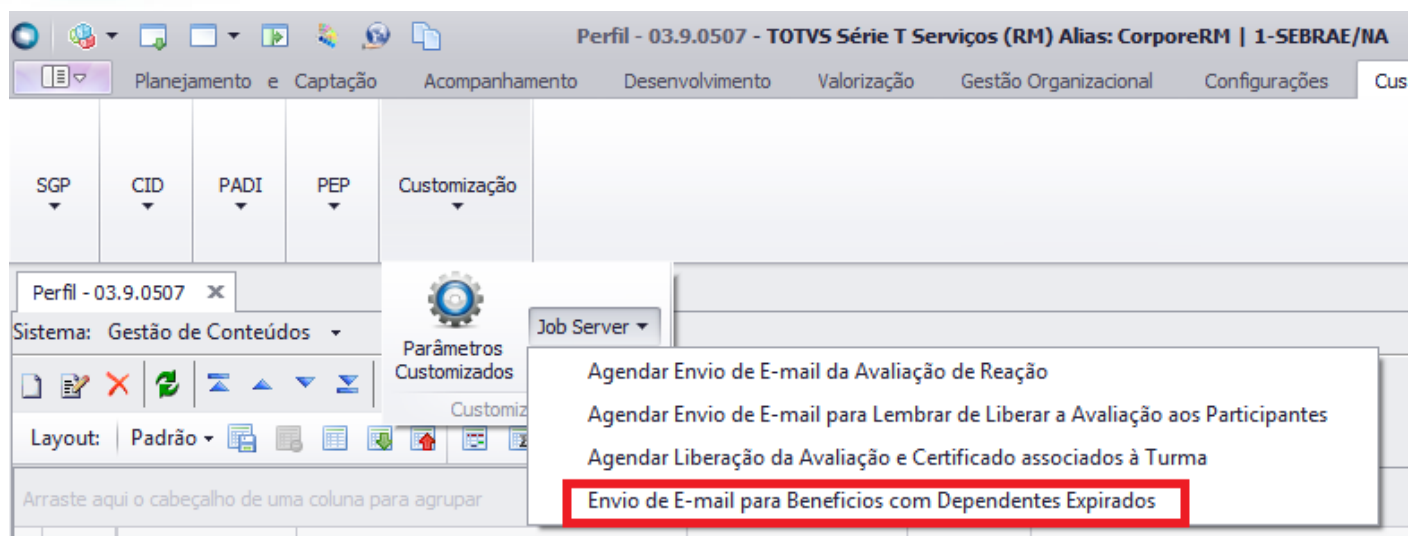 Perfil - 03.9.0507 - TOTVS Série T Serviços (RM) Alias: CorporeRM | 1-SEBRAE/NA
Planejamento e Captação Acompanhamento Desenvolvimento Valorização Gestão Organizacional Configurações Cus
SGP CID PADI PEP Customização
Perfil - 03.9.0507
Sistema: Gestão de Conteúdos
Parâmetros
Customizados
Job Server
Customiz
Layout: Padrão
Arraste aqui o cabeçalho de uma coluna para agrupar
Agendar Envio de E-mail da Avaliação de Reação
Agendar Envio de E-mail para Lembrar de Liberar a Avaliação aos Participantes
Agendar Liberação da Avaliação e Certificado associados à Turma
Envio de E-mail para Beneficios com Dependentes Expirados